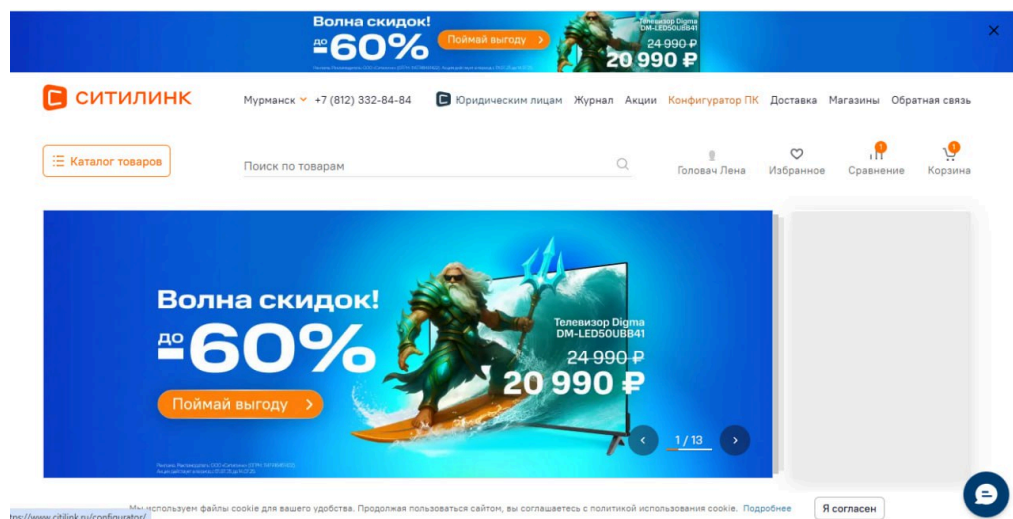 Волна скидок!
до -60%
Поймай выгоду
Телевизор Digma
DM-LED50UBB41
24 990 ₽
20 990 ₽
СИТИЛИНК
Мурманск +7 (812) 332-84-84 Юридическим лицам Журнал Акции Конфигуратор ПК Доставка Магазины Обратная связь
Каталог товаров
Поиск по товарам
Головач Лена
Избранное
1
Сравнение
1
Корзина
Волна скидок!
до -60%
Поймай выгоду
Телевизор Digma
DM-LED50UBB41
24 990 ₽
20 990 ₽
1 / 13
Мы используем файлы cookie для вашего удобства. Продолжая пользоваться сайтом, вы соглашаетесь с политикой использования cookie. Подробнее
Я согласен
tps://www.citilink.ru/configurator/